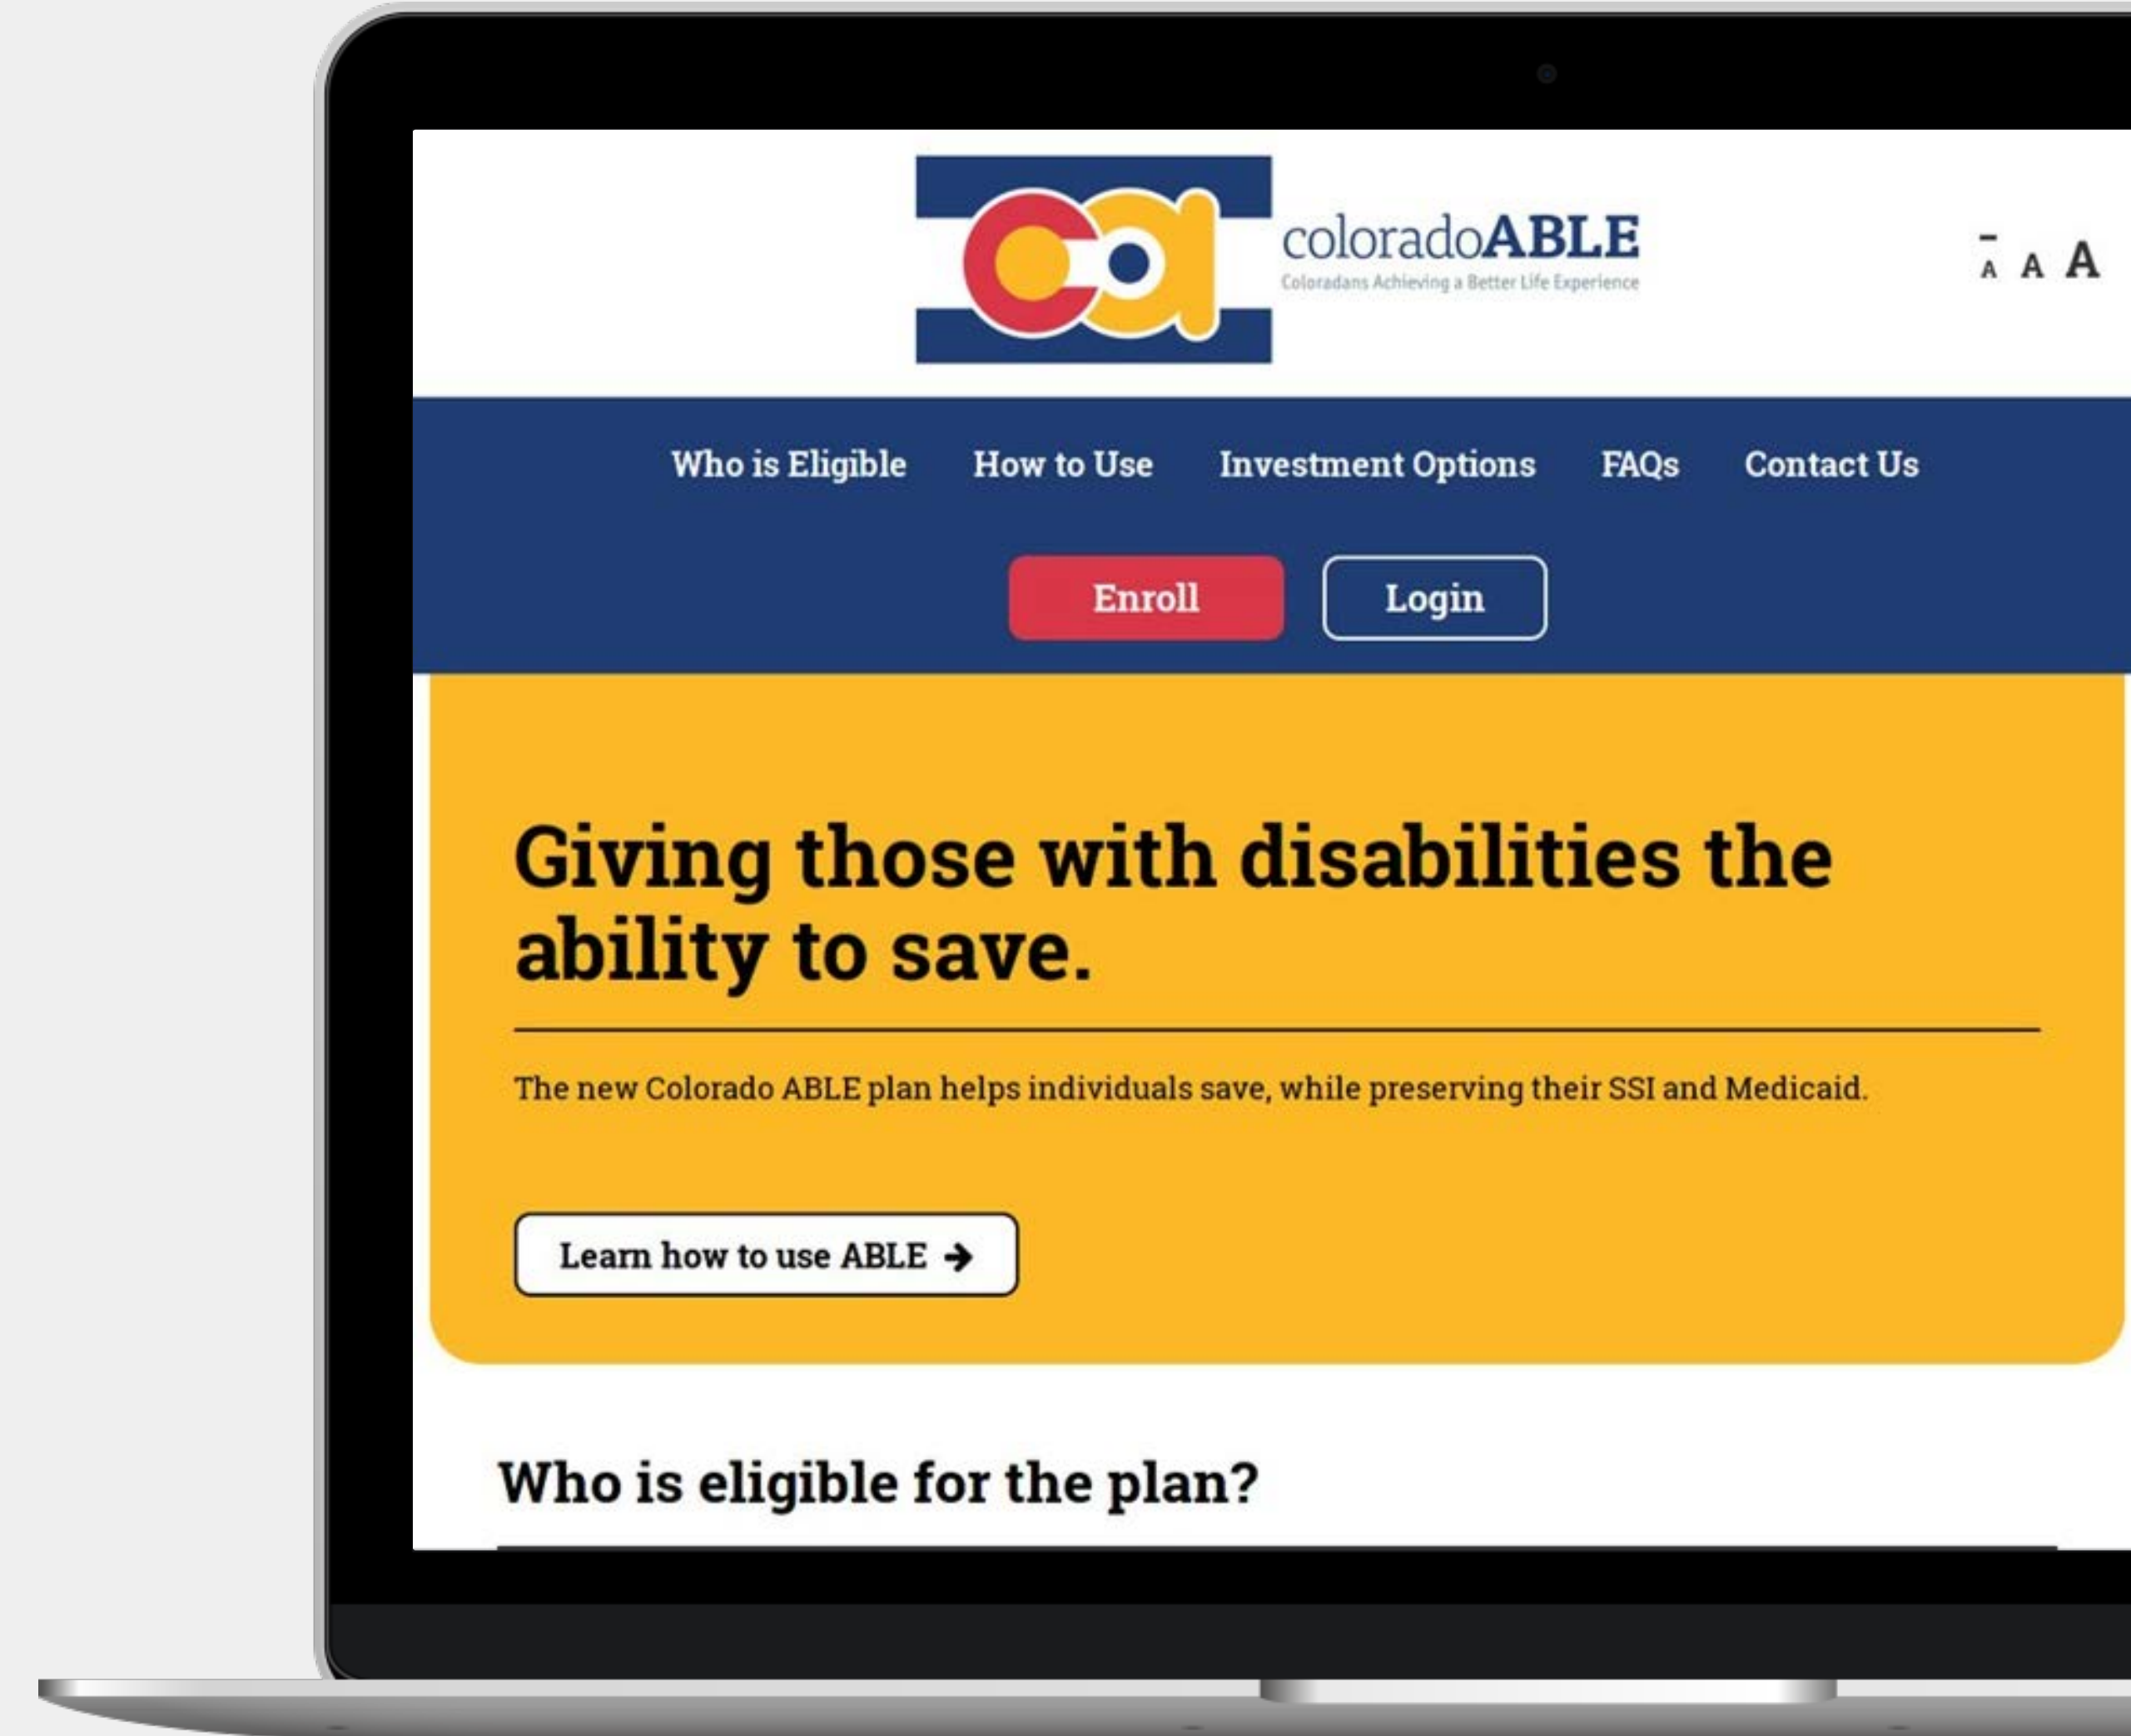 ca
coloradoABLE
Coloradans Achieving a Better Life Experience
A A A
Who is Eligible How to Use Investment Options FAQs Contact Us
Enroll Login
Giving those with disabilities the
ability to save.
The new Colorado ABLE plan helps individuals save, while preserving their SSI and Medicaid.
Learn how to use ABLE →
Who is eligible for the plan?